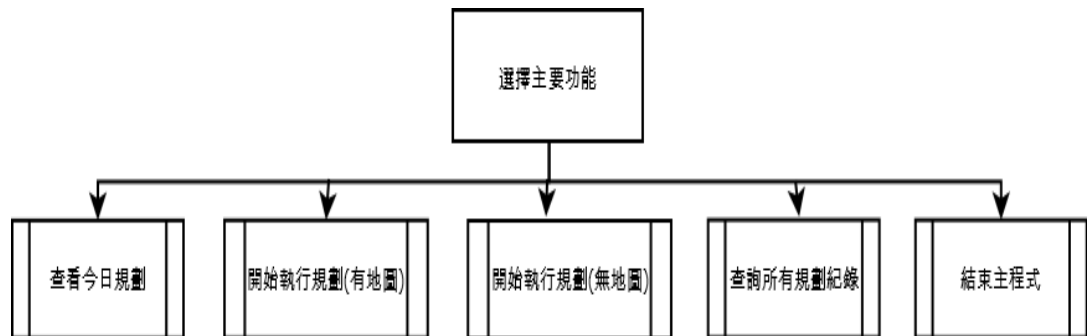 選擇主要功能
查看今日規劃
開始執行規劃(有地圖)
開始執行規劃(無地圖)
查詢所有規劃紀錄
結束主程式